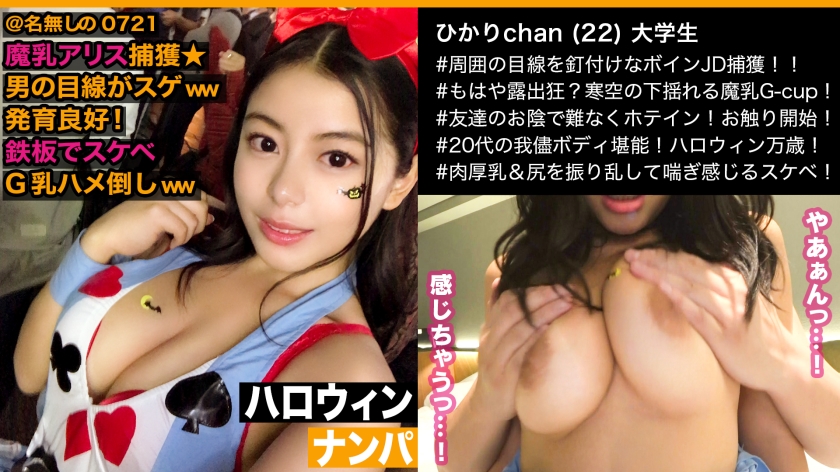 @名無しの0721
魔乳アリス捕獲★
男の目線がスゲww
発育良好！
鉄板でスケベ
G乳ハメ倒しww
ハロウィン
ナンパ
ひかりchan (22) 大学生
#周囲の目線を釘付けなボインJD捕獲！！
#もはや露出狂？寒空の下揺れる魔乳G-cup！
#友達のお陰で難なくホテイン！お触り開始！
#20代の我儘ボディ堪能！ハロウィン万歳！
#肉厚乳＆尻を振り乱して喘ぎ感じるスケベ！
やあぁんっ…！
感じちゃうっ…！